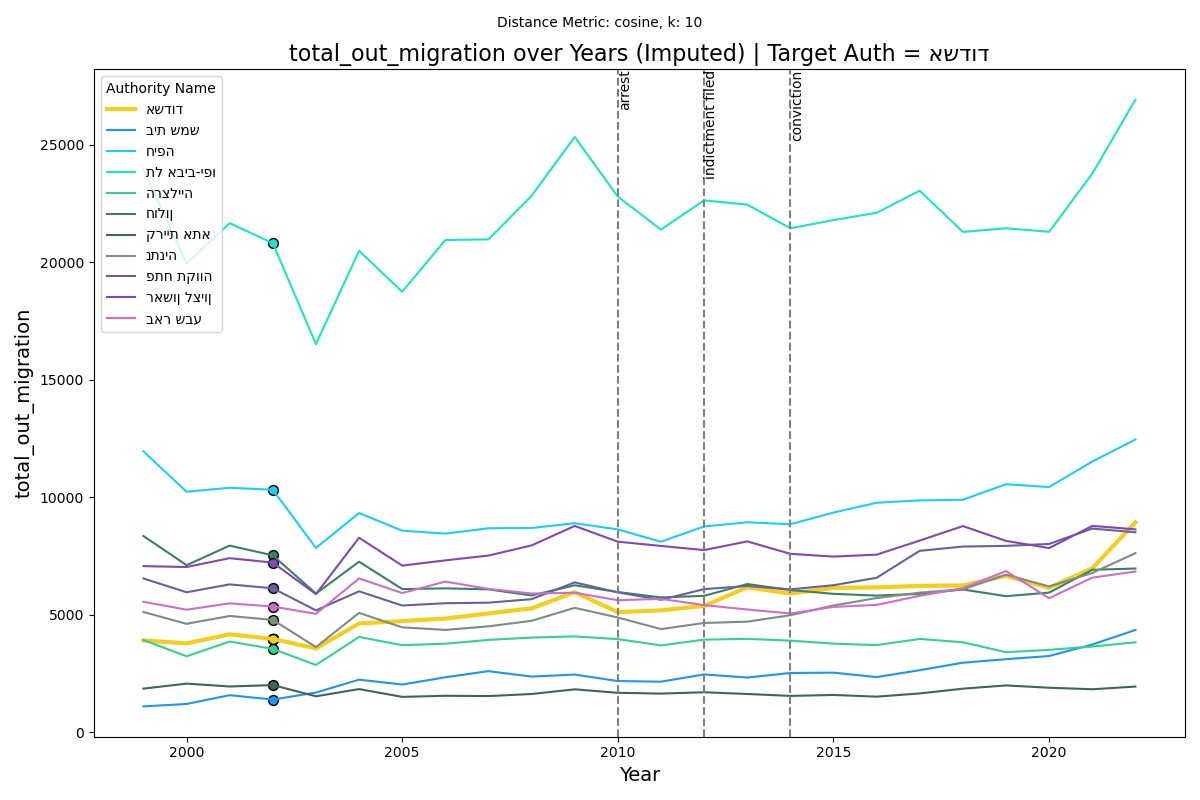 Distance Metric: cosine, k: 10
total_out_migration over Years (Imputed) | Target Auth = אשדוד
Authority Name
אשדוד
בית שמש
חיפה
תל אביב-יפו
הרצלייה
חולון
קריית אתא
נתניה
פתח תקווה
ראשון לציון
באר שבע
arrest
indictment filed
conviction
total_out_migration
25000
20000
15000
10000
5000
0
2000
2005
2010
2015
2020
Year